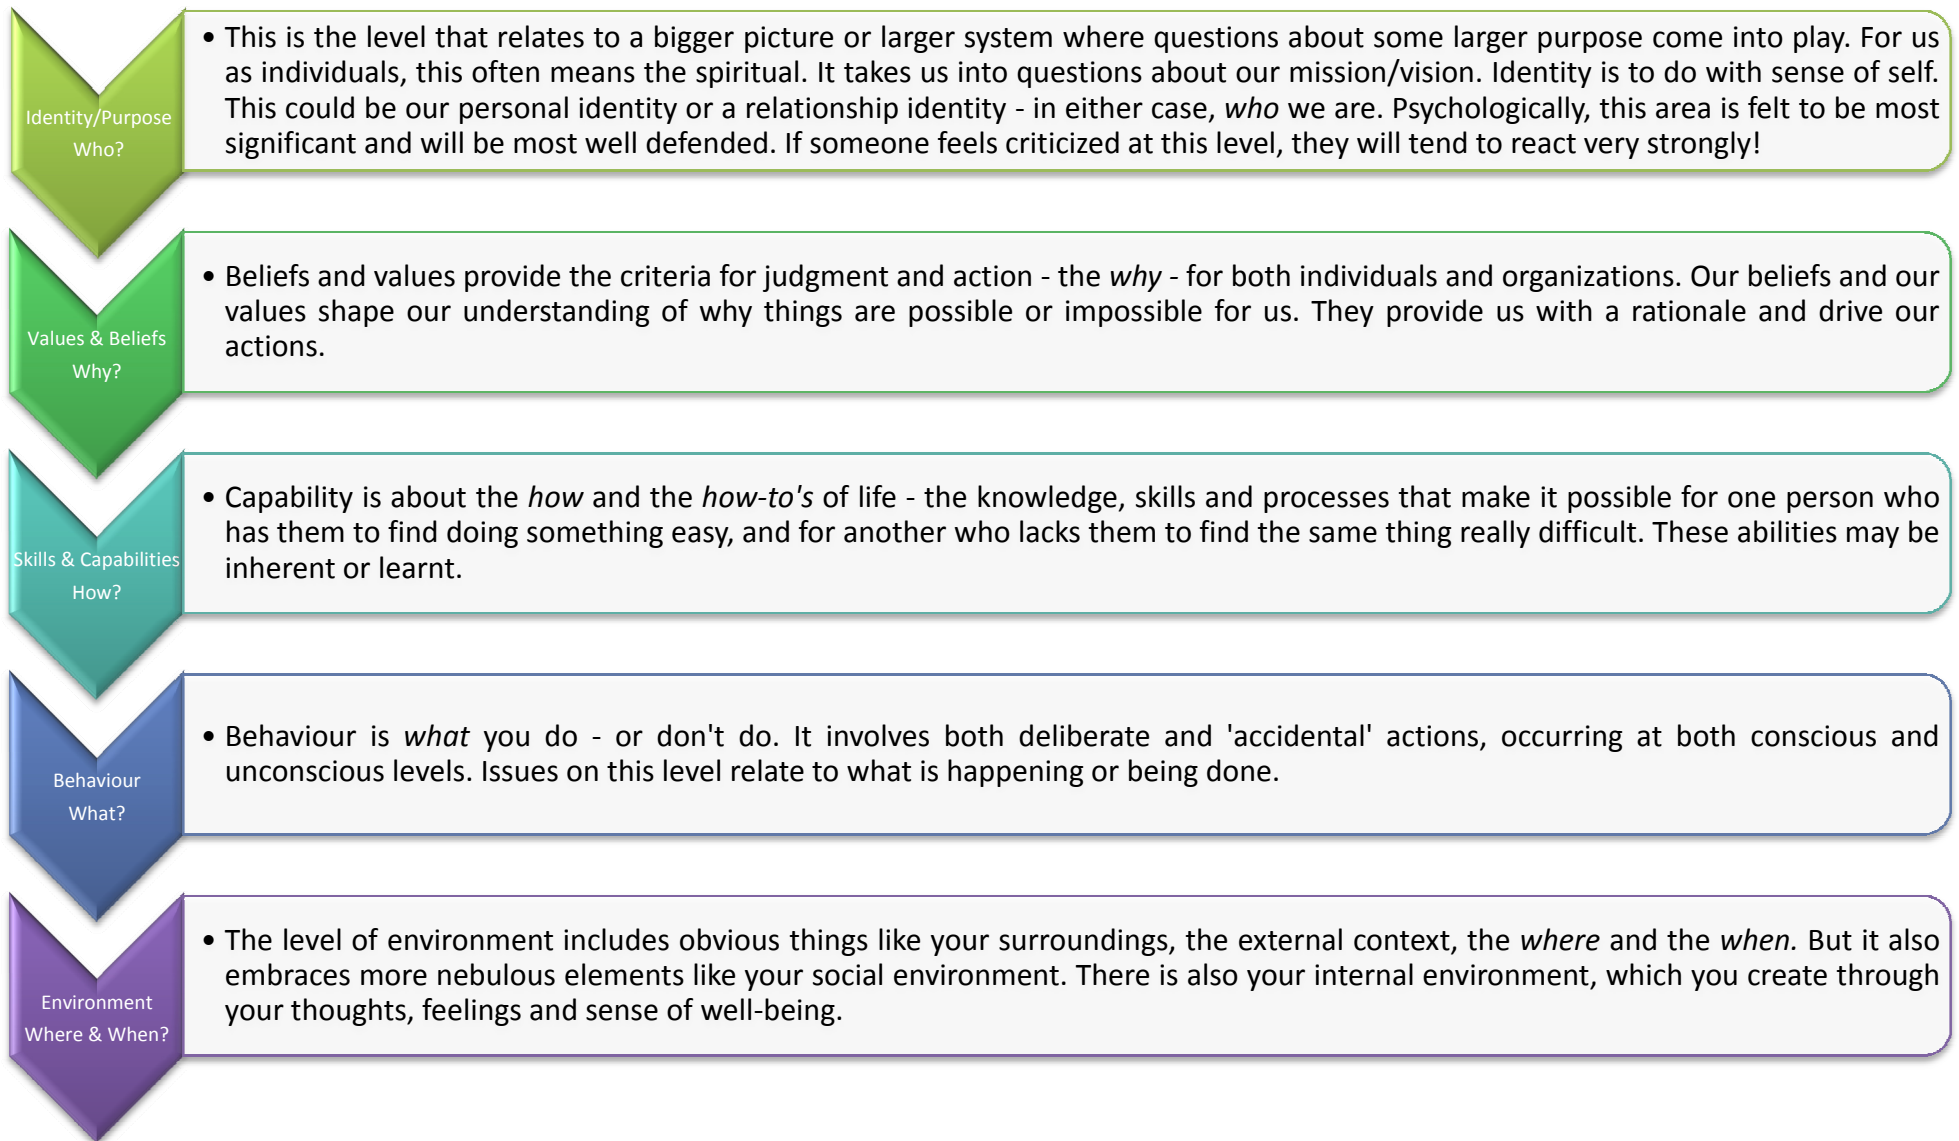 Identity/Purpose
Who?
• This is the level that relates to a bigger picture or larger system where questions about some larger purpose come into play. For us
as individuals, this often means the spiritual. It takes us into questions about our mission/vision. Identity is to do with sense of self.
This could be our personal identity or a relationship identity - in either case, who we are. Psychologically, this area is felt to be most
significant and will be most well defended. If someone feels criticized at this level, they will tend to react very strongly!
Values & Beliefs
Why?
• Beliefs and values provide the criteria for judgment and action - the why - for both individuals and organizations. Our beliefs and our
values shape our understanding of why things are possible or impossible for us. They provide us with a rationale and drive our
actions.
Skills & Capabilities
How?
• Capability is about the how and the how-to's of life - the knowledge, skills and processes that make it possible for one person who
has them to find doing something easy, and for another who lacks them to find the same thing really difficult. These abilities may be
inherent or learnt.
Behaviour
What?
• Behaviour is what you do - or don't do. It involves both deliberate and 'accidental' actions, occurring at both conscious and
unconscious levels. Issues on this level relate to what is happening or being done.
Environment
Where & When?
• The level of environment includes obvious things like your surroundings, the external context, the where and the when. But it also
embraces more nebulous elements like your social environment. There is also your internal environment, which you create through
your thoughts, feelings and sense of well-being.